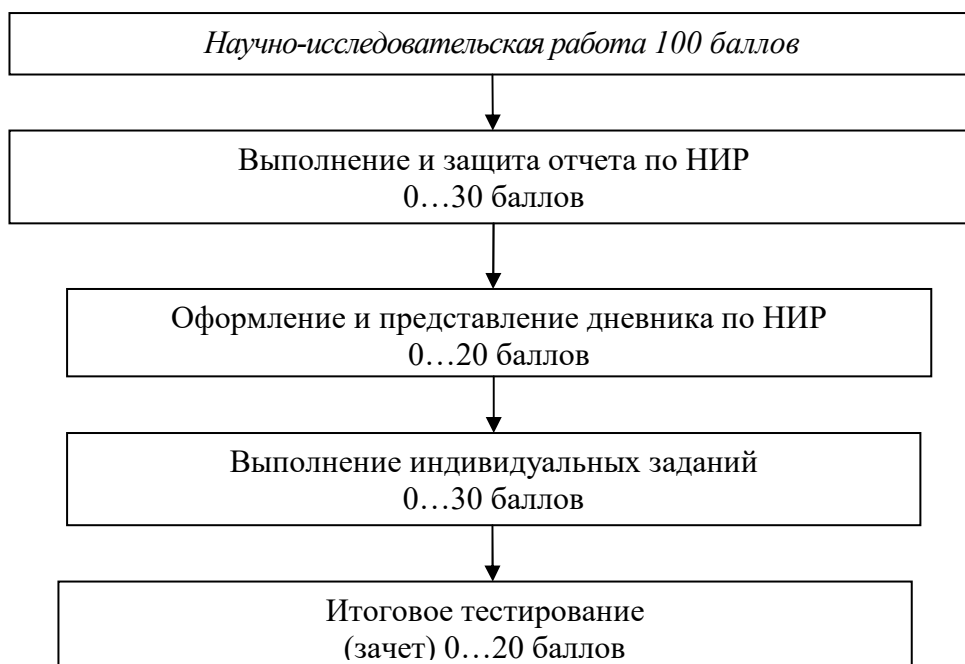 Научно-исследовательская работа 100 баллов
Выполнение и защита отчета по НИР
0…30 баллов
Оформление и представление дневника по НИР
0…20 баллов
Выполнение индивидуальных заданий
0…30 баллов
Итоговое тестирование
(зачет) 0…20 баллов